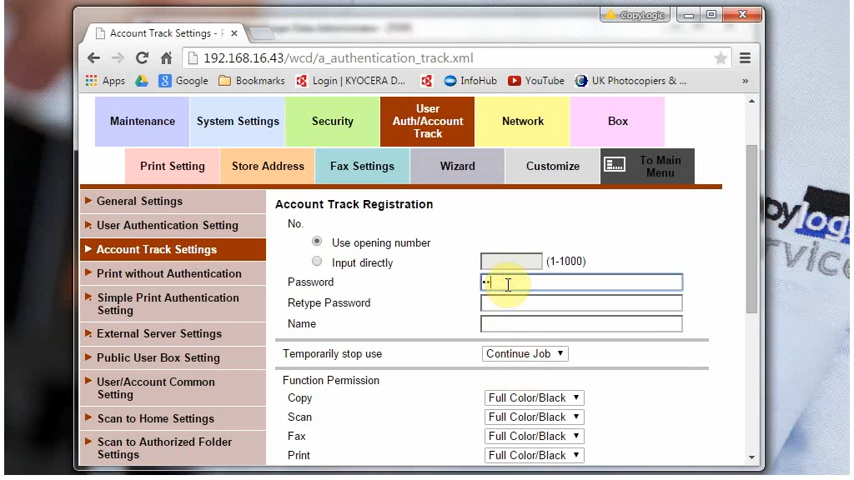 CopyLogic
Account Track Settings
192.168.16.43/wcd/a_authentication_track.xml
Apps
Google
Bookmarks
Login | KYOCERA D...
InfoHub
YouTube
UK Photocopiers & ...
»
Maintenance
System Settings
Security
User Auth/Account Track
Network
Box
Print Setting
Store Address
Fax Settings
Wizard
Customize
To Main Menu
General Settings
User Authentication Setting
Account Track Settings
Print without Authentication
Simple Print Authentication
Setting
External Server Settings
Public User Box Setting
User/Account Common
Setting
Scan to Home Settings
Scan to Authorized Folder
Settings
Account Track Registration
No.
Use opening number
Input directly (1-1000)
Password ••
Retype Password
Name
Temporarily stop use Continue Job
Function Permission
Copy Full Color/Black
Scan Full Color/Black
Fax Full Color/Black
Print Full Color/Black